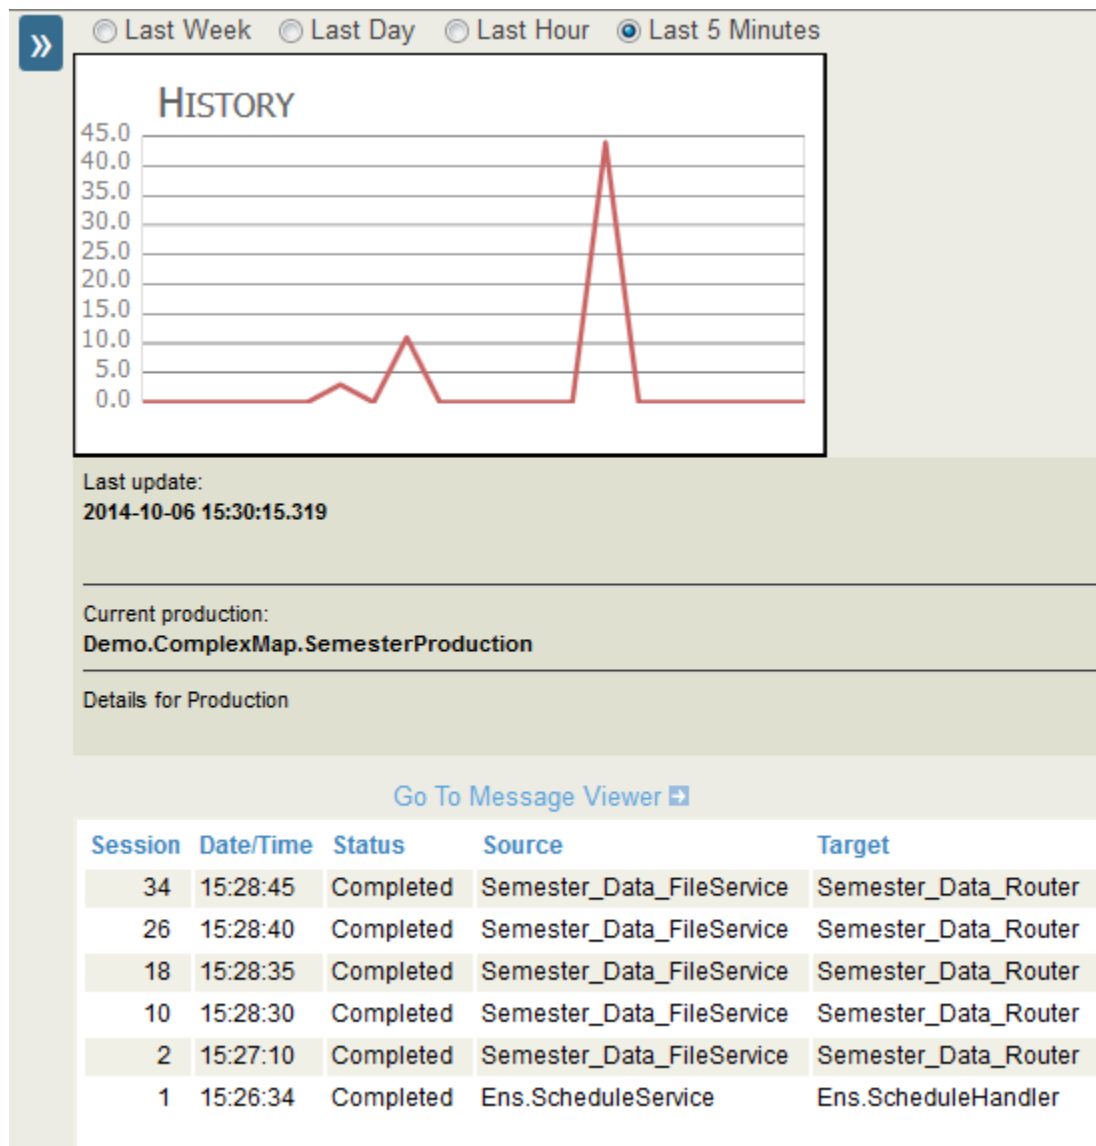 » Last Week Last Day Last Hour Last 5 Minutes
HISTORY
45.0
40.0
35.0
30.0
25.0
20.0
15.0
10.0
5.0
0.0
Last update:
2014-10-06 15:30:15.319
Current production:
Demo.ComplexMap.SemesterProduction
Details for Production
Go To Message Viewer
Session Date/Time Status Source Target
34 15:28:45 Completed Semester_Data_FileService Semester_Data_Router
26 15:28:40 Completed Semester_Data_FileService Semester_Data_Router
18 15:28:35 Completed Semester_Data_FileService Semester_Data_Router
10 15:28:30 Completed Semester_Data_FileService Semester_Data_Router
2 15:27:10 Completed Semester_Data_FileService Semester_Data_Router
1 15:26:34 Completed Ens.ScheduleService Ens.ScheduleHandler